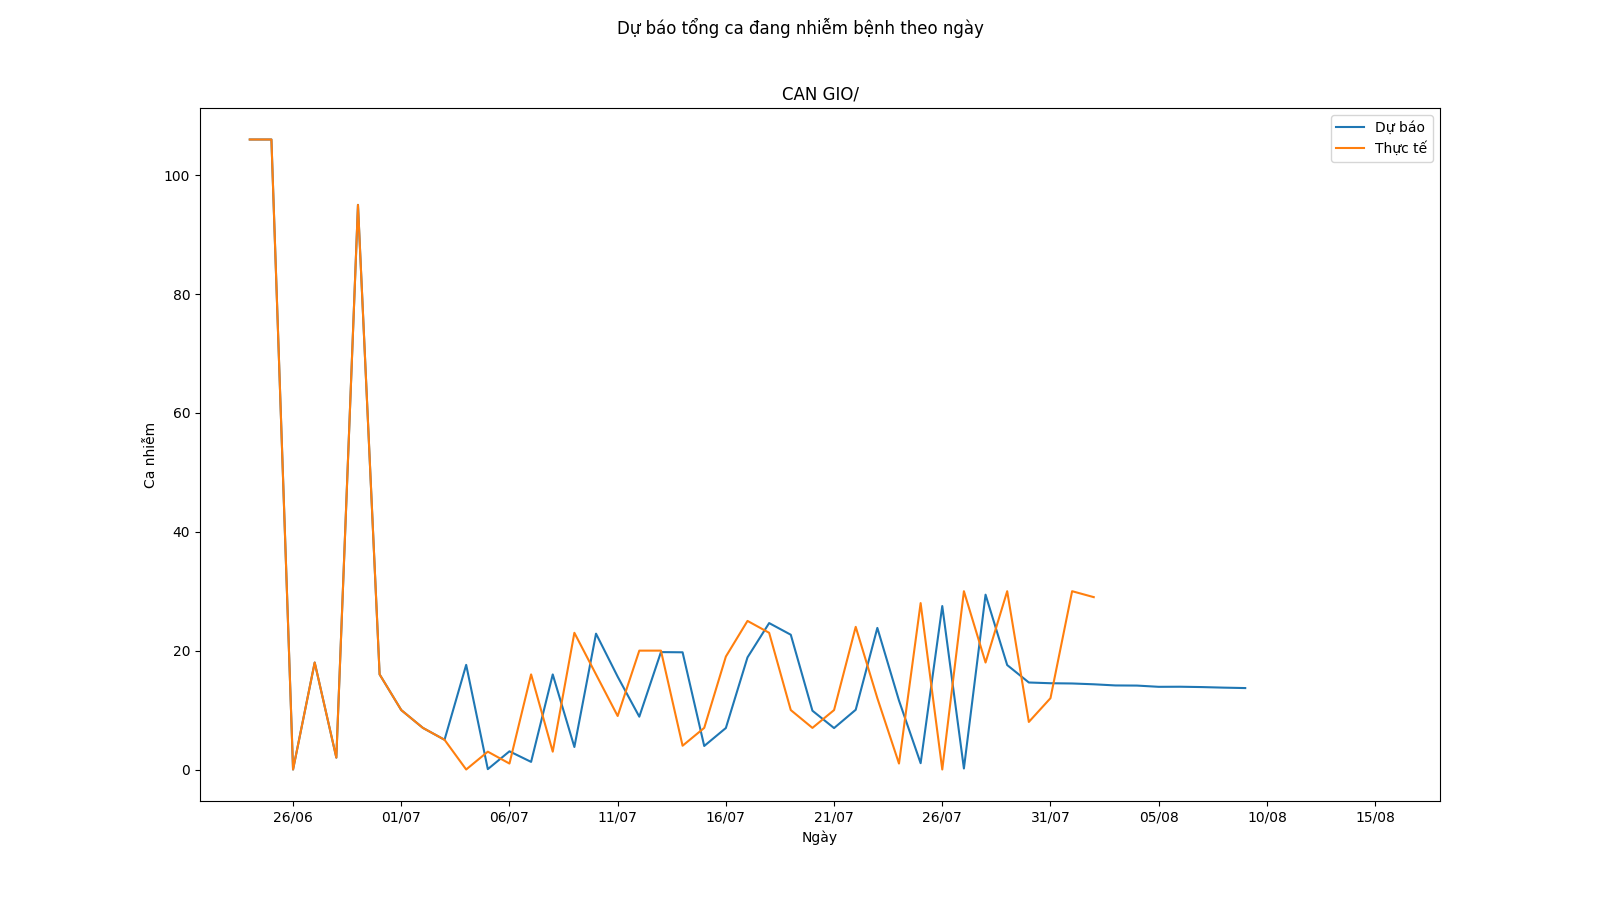 Dự báo tổng ca đang nhiễm bệnh theo ngày
CAN GIO/
Dự báo
Thực tế
100
80
60
40
20
0
Ca nhiễm
26/06 01/07 06/07 11/07 16/07 21/07 26/07 31/07 05/08 10/08 15/08
Ngày